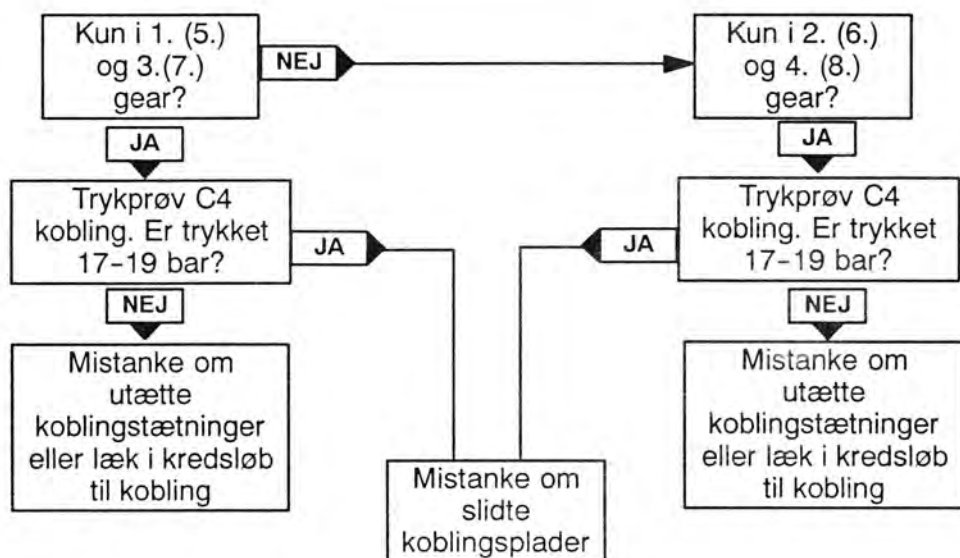 Kun i 1. (5.)
og 3.(7.)
gear?
NEJ
Kun i 2. (6.)
og 4. (8.)
gear?
JA
JA
Trykprøv C4
kobling. Er trykket
17-19 bar?
JA
JA
Trykprøv C4
kobling. Er trykket
17-19 bar?
NEJ
NEJ
Mistanke om
utætte
koblingstætninger
eller læk i kredsløb
til kobling
Mistanke om
slidte
koblingsplader
Mistanke om
utætte
koblingstætninger
eller læk i kredsløb
til kobling